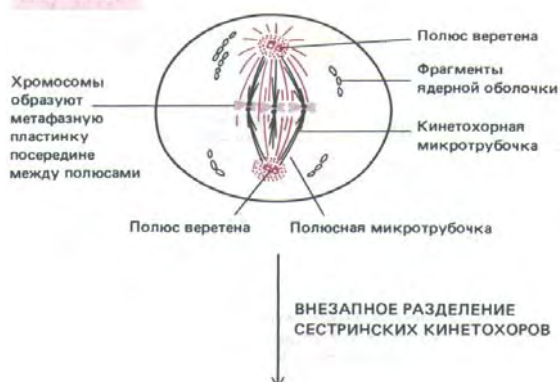 Полюс веретена
Фрагменты
ядерной оболочки
Хромосомы
образуют
метафазную
пластинку
посередине
между полюсами
Кинетохорная
микротрубочка
Полюс веретена
Полюсная микротрубочка
ВНЕЗАПНОЕ РАЗДЕЛЕНИЕ
СЕСТРИНСКИХ КИНЕТОХОРОВ